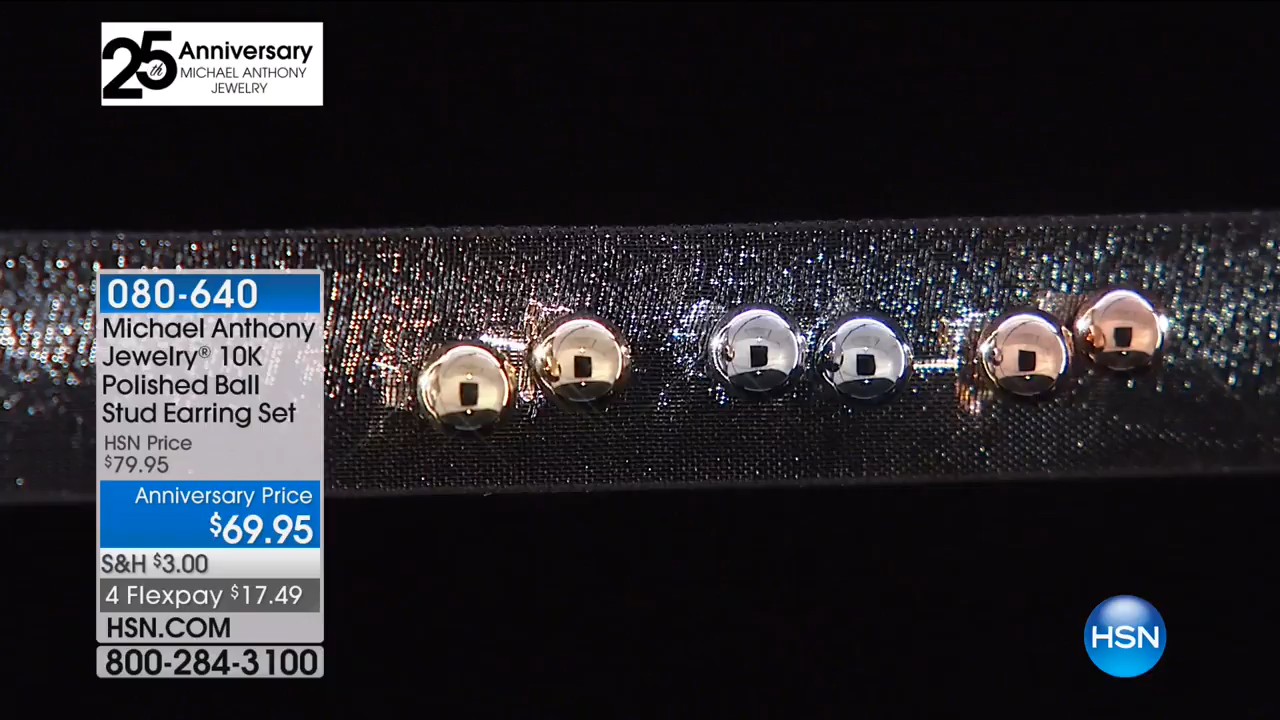 25th Anniversary
MICHAEL ANTHONY
JEWELRY
080-640
Michael Anthony
Jewelry® 10K
Polished Ball
Stud Earring Set
HSN Price
$79.95
Anniversary Price
$69.95
S&H $3.00
4 Flexpay $17.49
HSN.COM
800-284-3100
HSN